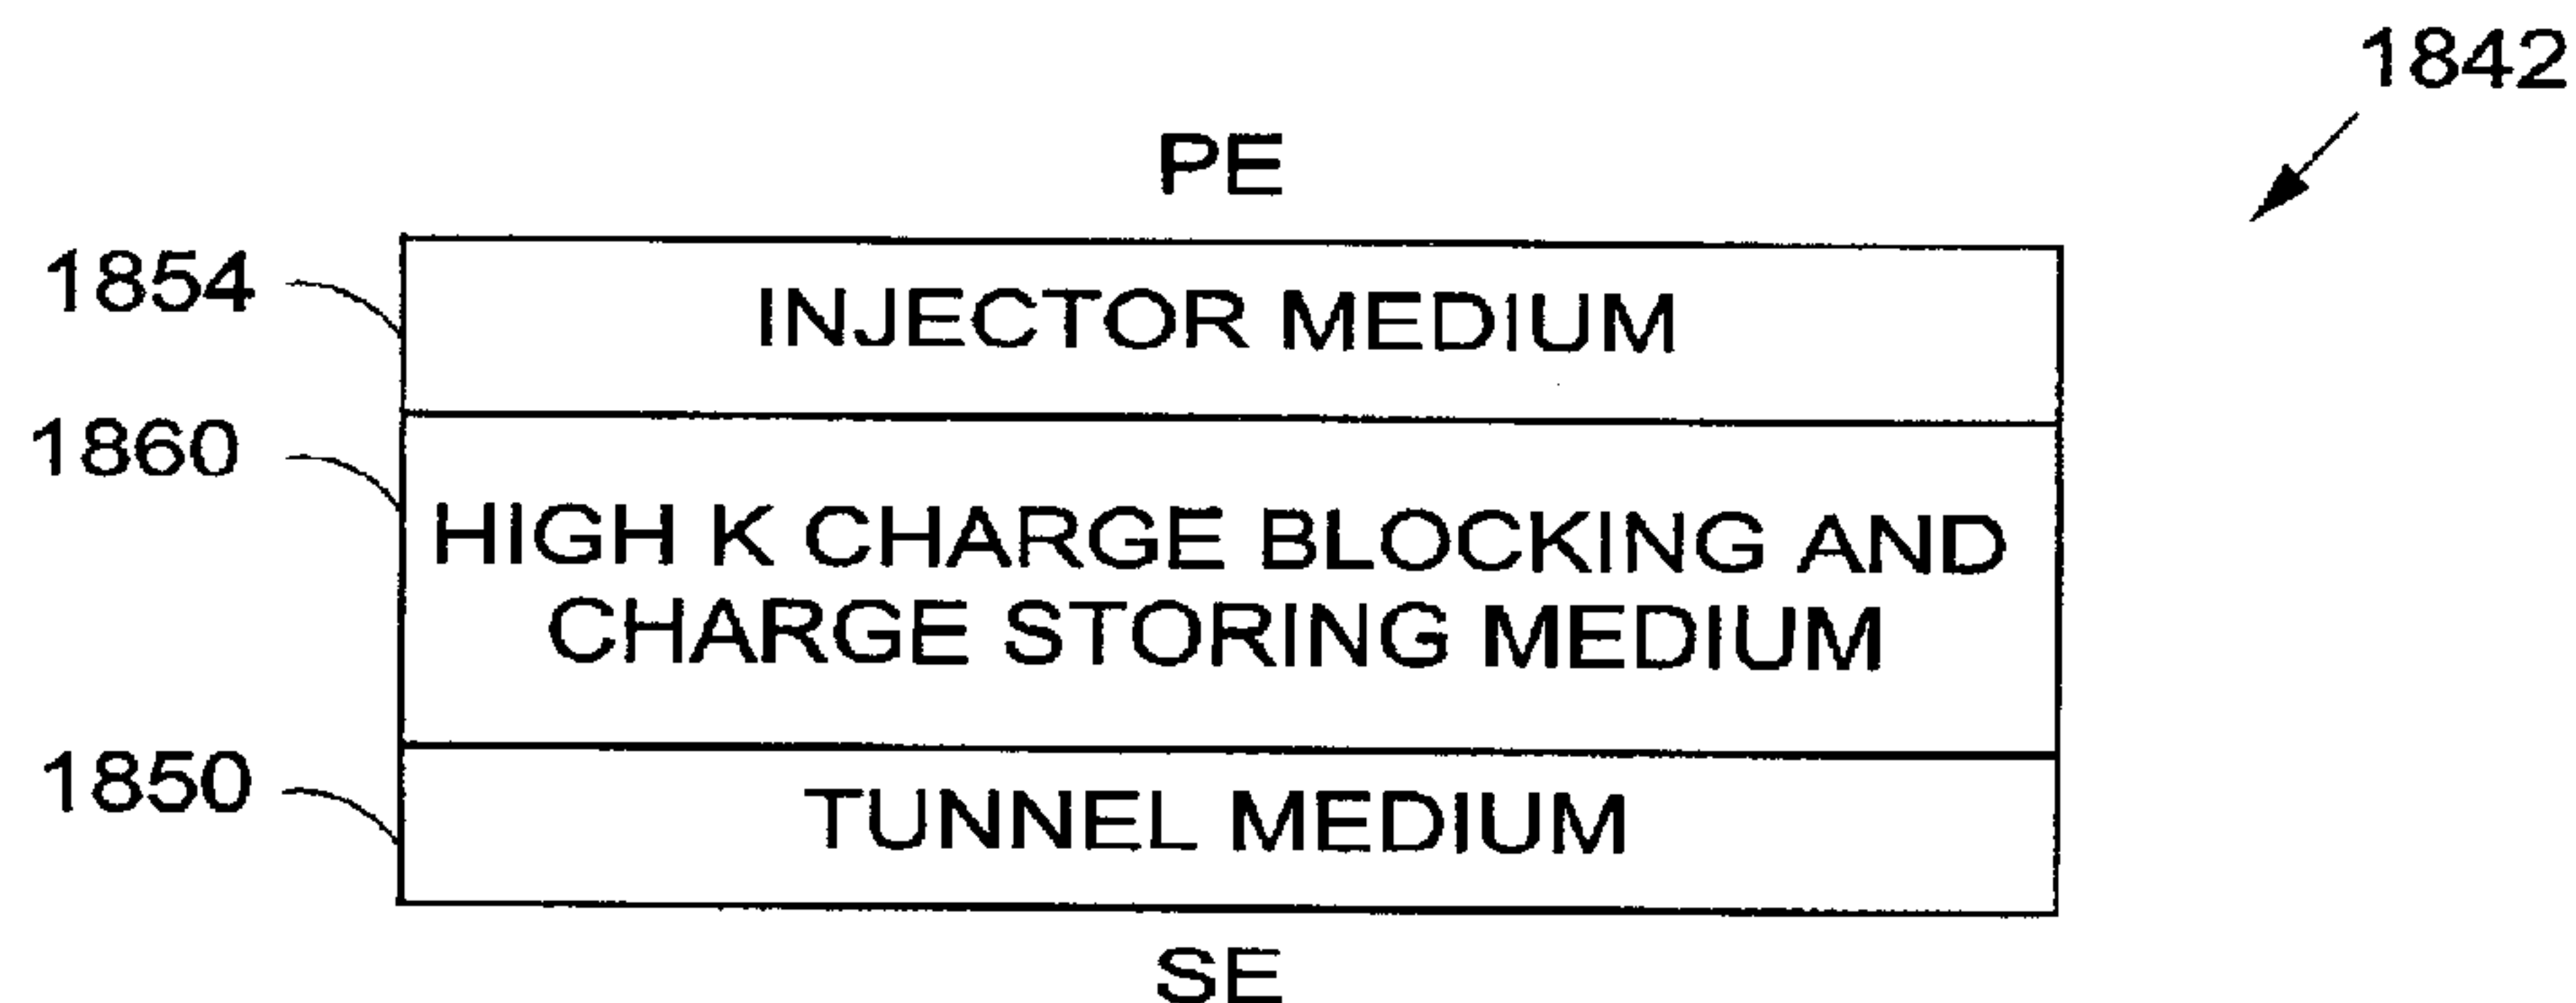 1842
PE
1854
INJECTOR MEDIUM
1860
HIGH K CHARGE BLOCKING AND
CHARGE STORING MEDIUM
1850
TUNNEL MEDIUM
SE